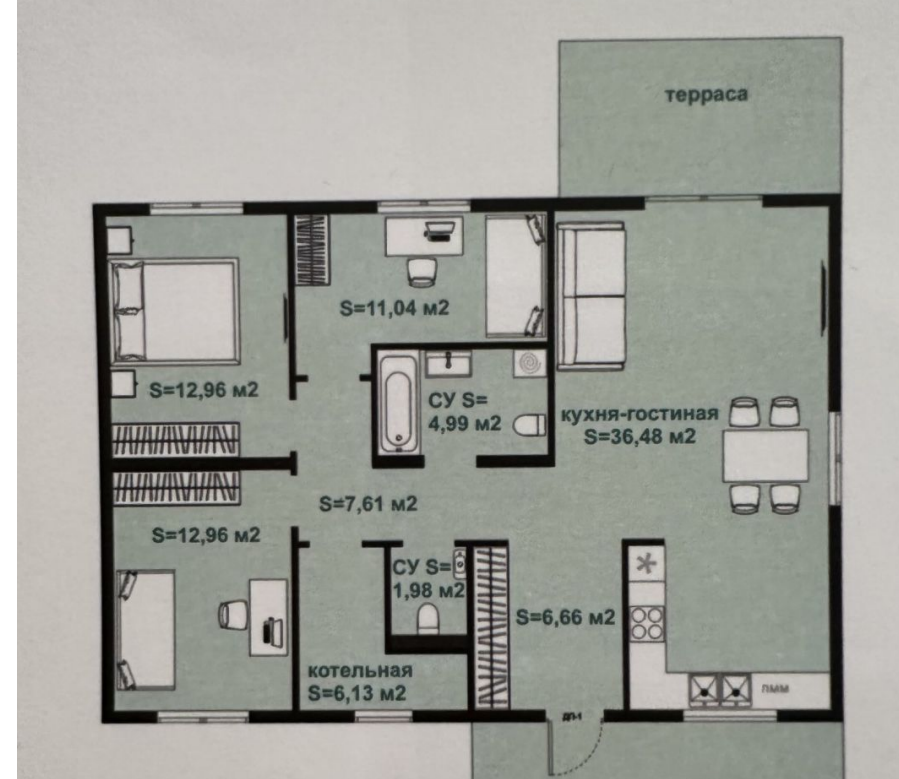 терраса
S=11,04 м2
S=12,96 м2
СУ S=
4,99 м2
кухня-гостиная
S=36,48 м2
S=7,61 м2
S=12,96 м2
СУ S=
1,98 м2
S=6,66 м2
котельная
S=6,13 м2
пмм